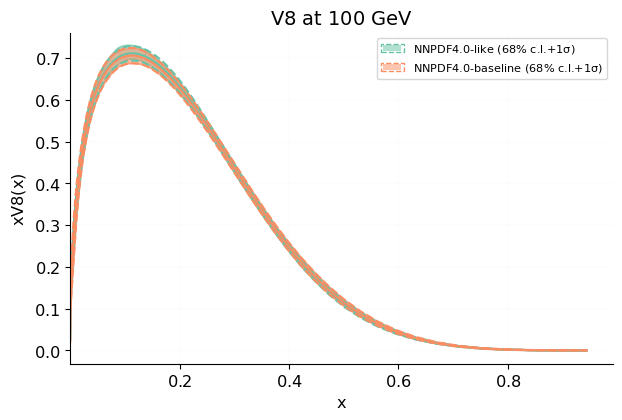 V8 at 100 GeV
NNPDF4.0-like (68% c.l.+1σ)
NNPDF4.0-baseline (68% c.l.+1σ)
xV8(x)
0.7
0.6
0.5
0.4
0.3
0.2
0.1
0.0
0.2 0.4 0.6 0.8
x